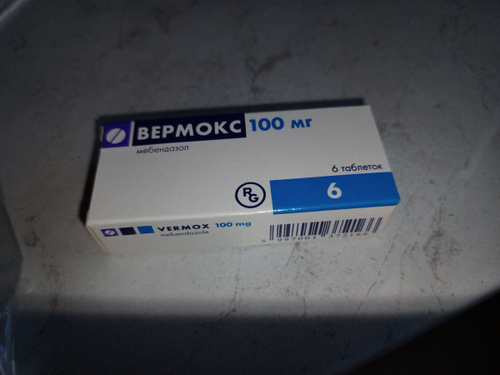 ВЕРМОКС 100 мг
мебендазол
6 таблеток
RG
6
VERMOX 100 mg
mebendazole